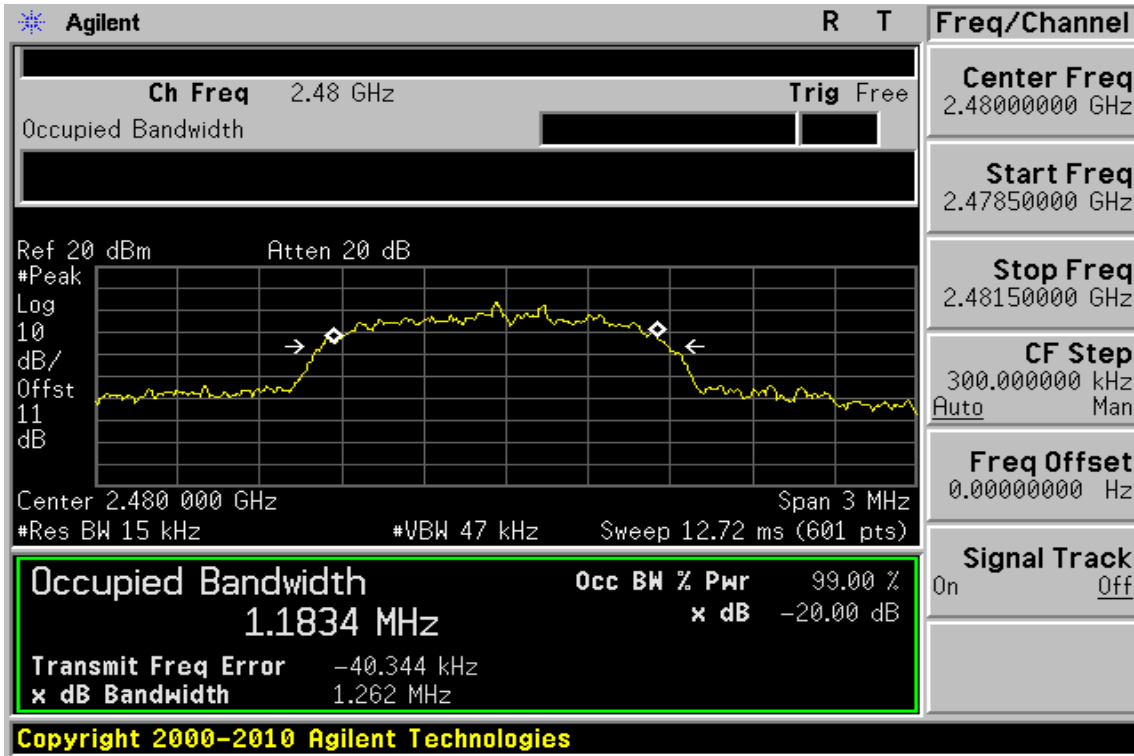 Agilent R T
Ch Freq 2.48 GHz Trig Free
Occupied Bandwidth
Ref 20 dBm Atten 20 dB
#Peak
Log
10
dB/
Offst
11
dB
Center 2.480 000 GHz Span 3 MHz
#Res BW 15 kHz #VBW 47 kHz Sweep 12.72 ms (601 pts)
Occupied Bandwidth
1.1834 MHz
Occ BW % Pwr 99.00 %
x dB -20.00 dB
Transmit Freq Error -40.344 kHz
x dB Bandwidth 1.262 MHz
Copyright 2000-2010 Agilent Technologies
Freq/Channel
Center Freq
2.48000000 GHz
Start Freq
2.47850000 GHz
Stop Freq
2.48150000 GHz
CF Step
300.000000 kHz
Auto Man
Freq Offset
0.00000000 Hz
Signal Track
On Off